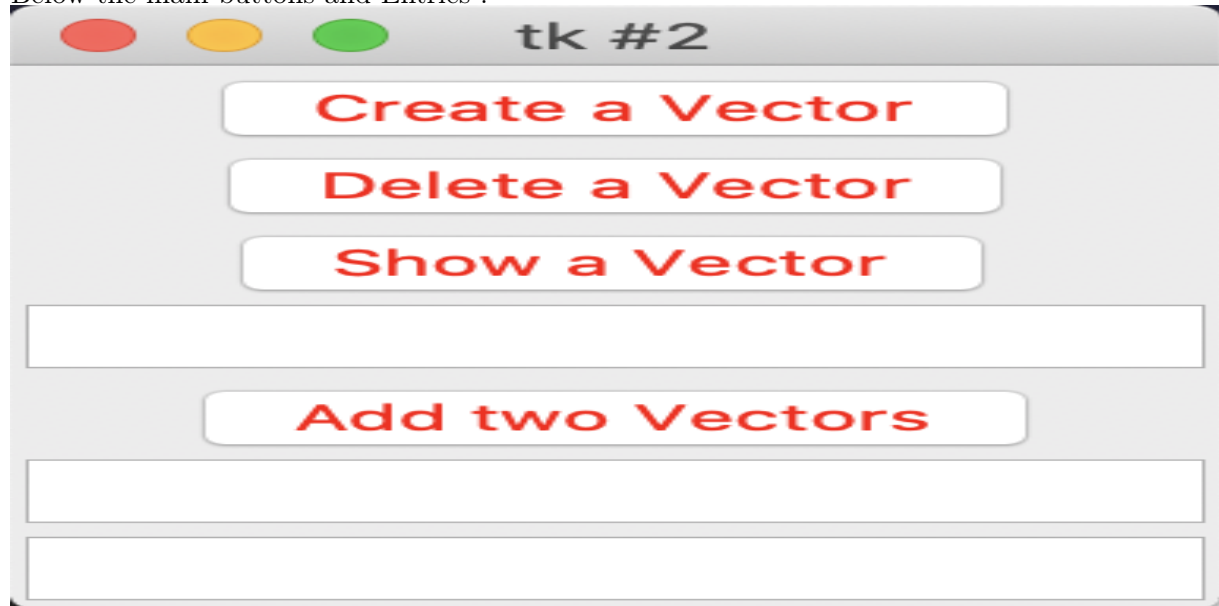 Below the main buttons and Entries :
tk #2
Create a Vector
Delete a Vector
Show a Vector
Add two Vectors